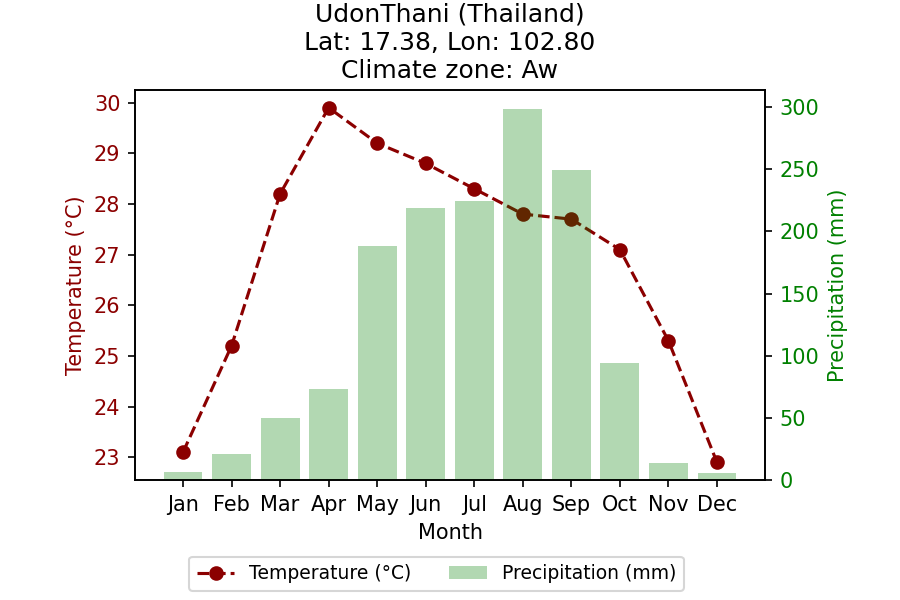 UdonThani (Thailand)
Lat: 17.38, Lon: 102.80
Climate zone: Aw
30
29
28
27
26
25
24
23
Temperature (°C)
300
250
200
150
100
50
0
Precipitation (mm)
Jan Feb Mar Apr May Jun Jul Aug Sep Oct Nov Dec
Month
Temperature (°C) Precipitation (mm)